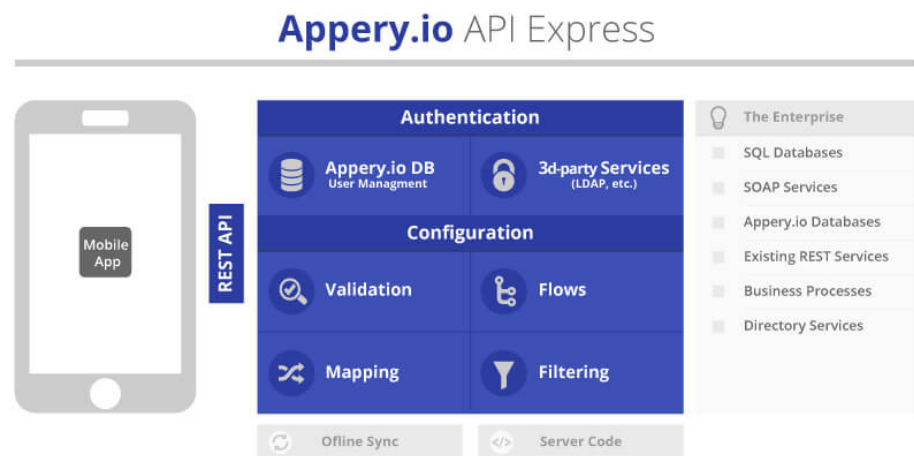 Appery.io API Express
Mobile
App
REST API
Authentication
Appery.io DB
User Managment
3d-party Services
(LDAP, etc.)
Configuration
Validation
Flows
Mapping
Filtering
Ofline Sync
</> Server Code
The Enterprise
SQL Databases
SOAP Services
Appery.io Databases
Existing REST Services
Business Processes
Directory Services